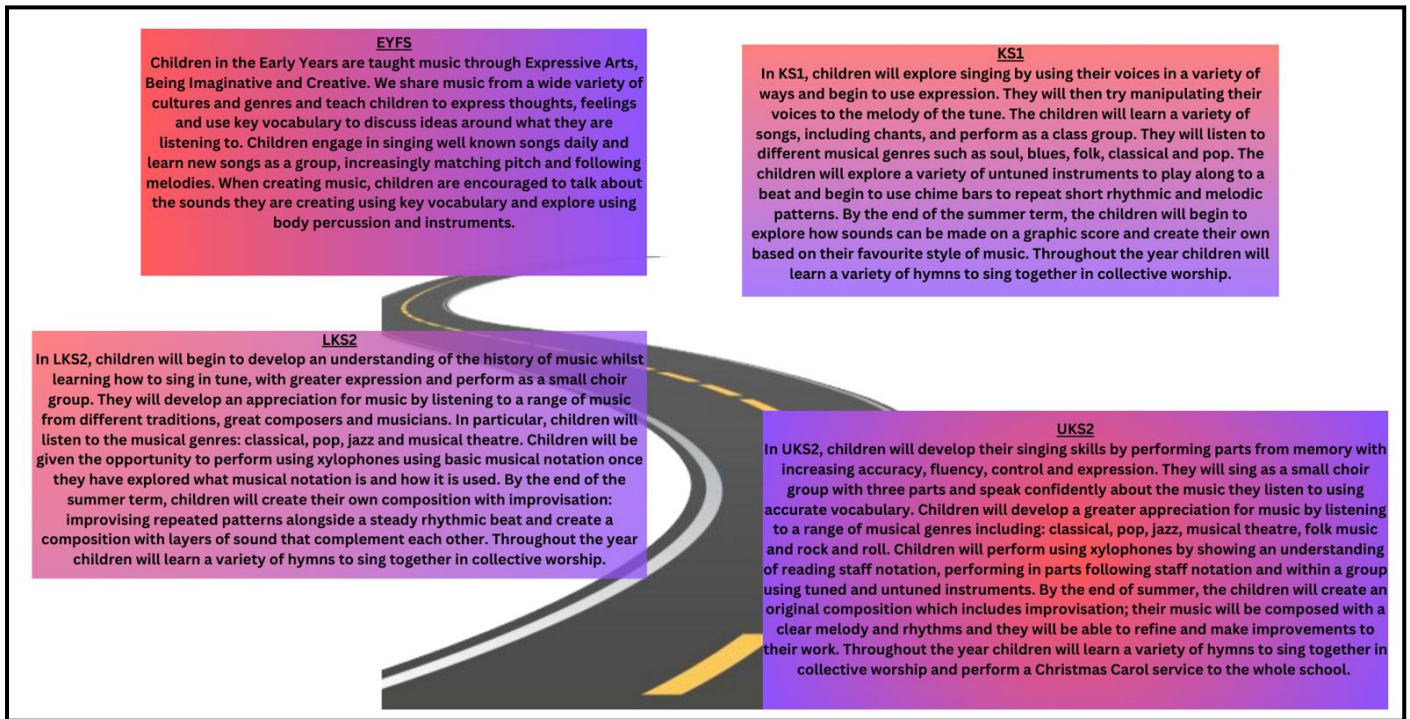 EYFS
Children in the Early Years are taught music through Expressive Arts,
Being Imaginative and Creative. We share music from a wide variety of
cultures and genres and teach children to express thoughts, feelings
and use key vocabulary to discuss ideas around what they are
listening to. Children engage in singing well known songs daily and
learn new songs as a group, increasingly matching pitch and following
melodies. When creating music, children are encouraged to talk about
the sounds they are creating using key vocabulary and explore using
body percussion and instruments.
KS1
In KS1, children will explore singing by using their voices in a variety of
ways and begin to use expression. They will then try manipulating their
voices to the melody of the tune. The children will learn a variety of
songs, including chants, and perform as a class group. They will listen to
different musical genres such as soul, blues, folk, classical and pop. The
children will explore a variety of untuned instruments to play along to a
beat and begin to use chime bars to repeat short rhythmic and melodic
patterns. By the end of the summer term, the children will begin to
explore how sounds can be made on a graphic score and create their own
based on their favourite style of music. Throughout the year children will
learn a variety of hymns to sing together in collective worship.
LKS2
In LKS2, children will begin to develop an understanding of the history of music whilst
learning how to sing in tune, with greater expression and perform as a small choir
group. They will develop an appreciation for music by listening to a range of music
from different traditions, great composers and musicians. In particular, children will
listen to the musical genres: classical, pop, jazz and musical theatre. Children will be
given the opportunity to perform using xylophones using basic musical notation once
they have explored what musical notation is and how it is used. By the end of the
summer term, children will create their own composition with improvisation:
improvising repeated patterns alongside a steady rhythmic beat and create a
composition with layers of sound that complement each other. Throughout the year
children will learn a variety of hymns to sing together in collective worship.
UKS2
In UKS2, children will develop their singing skills by performing parts from memory with
increasing accuracy, fluency, control and expression. They will sing as a small choir
group with three parts and speak confidently about the music they listen to using
accurate vocabulary. Children will develop a greater appreciation for music by listening
to a range of musical genres including: classical, pop, jazz, musical theatre, folk music
and rock and roll. Children will perform using xylophones by showing an understanding
of reading staff notation, performing in parts following staff notation and within a group
using tuned and untuned instruments. By the end of summer, the children will create an
original composition which includes improvisation; their music will be composed with a
clear melody and rhythms and they will be able to refine and make improvements to
their work. Throughout the year children will learn a variety of hymns to sing together in
collective worship and perform a Christmas Carol service to the whole school.